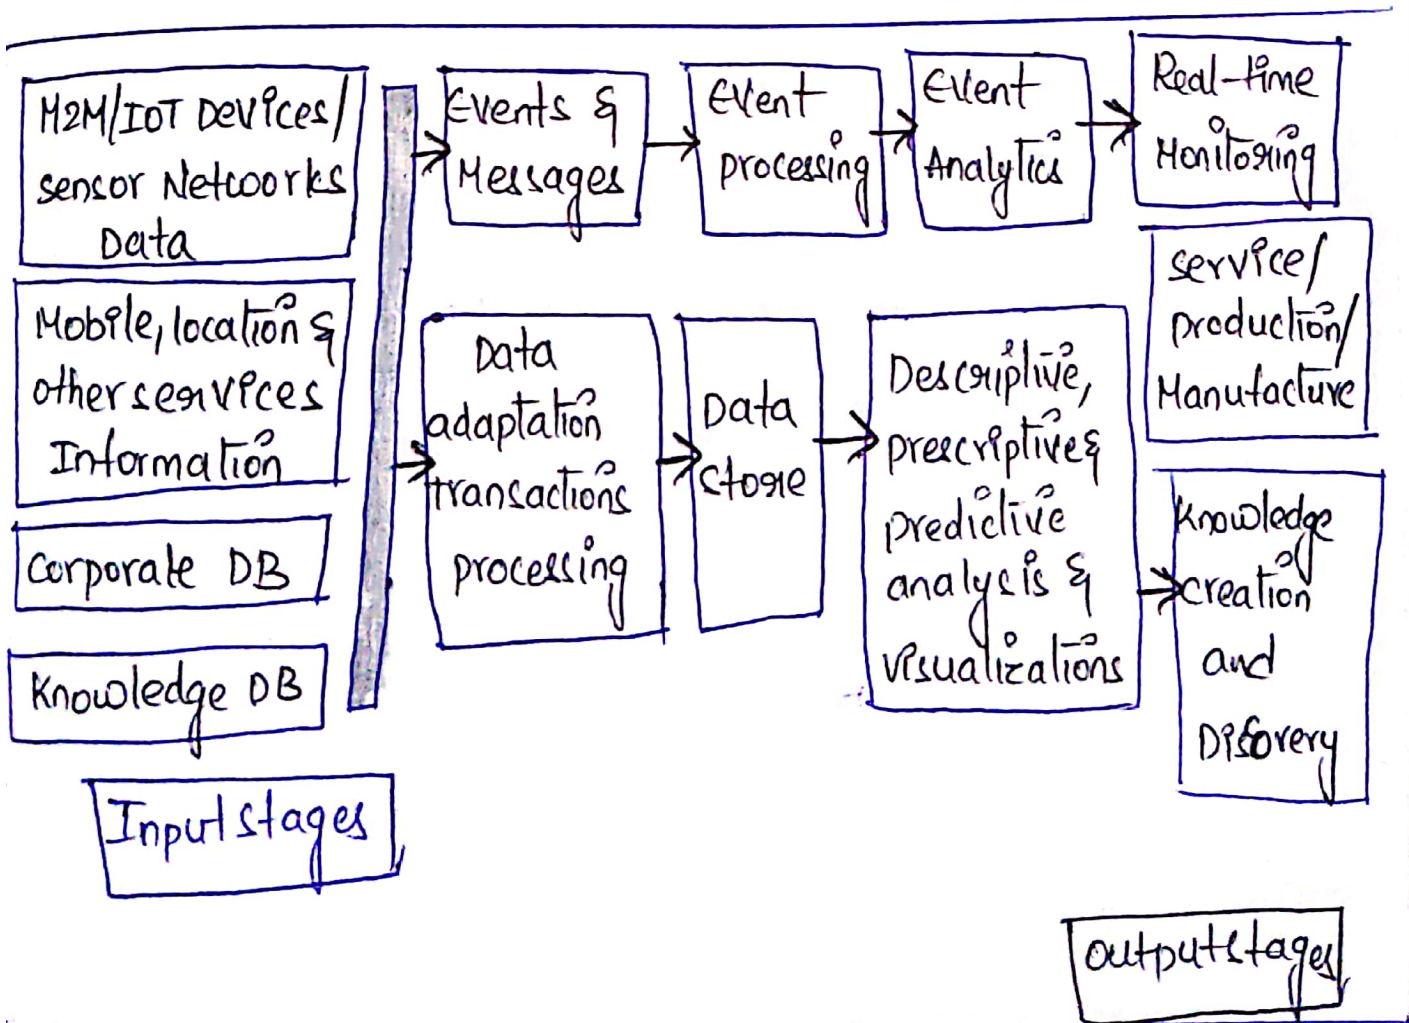 M2M/IOT Devices/
sensor Networks
Data
Mobile, location &
other services
Information
Corporate DB
Knowledge DB
Input stages
Events &
Messages
Event
processing
Event
Analytics
Real-time
Monitoring
Data
adaptation
transactions
processing
Data
Store
Descriptive,
prescriptive &
predictive
analysis &
visualizations
service/
production/
Manufacture
Knowledge
creation
and
Discovery
output stages